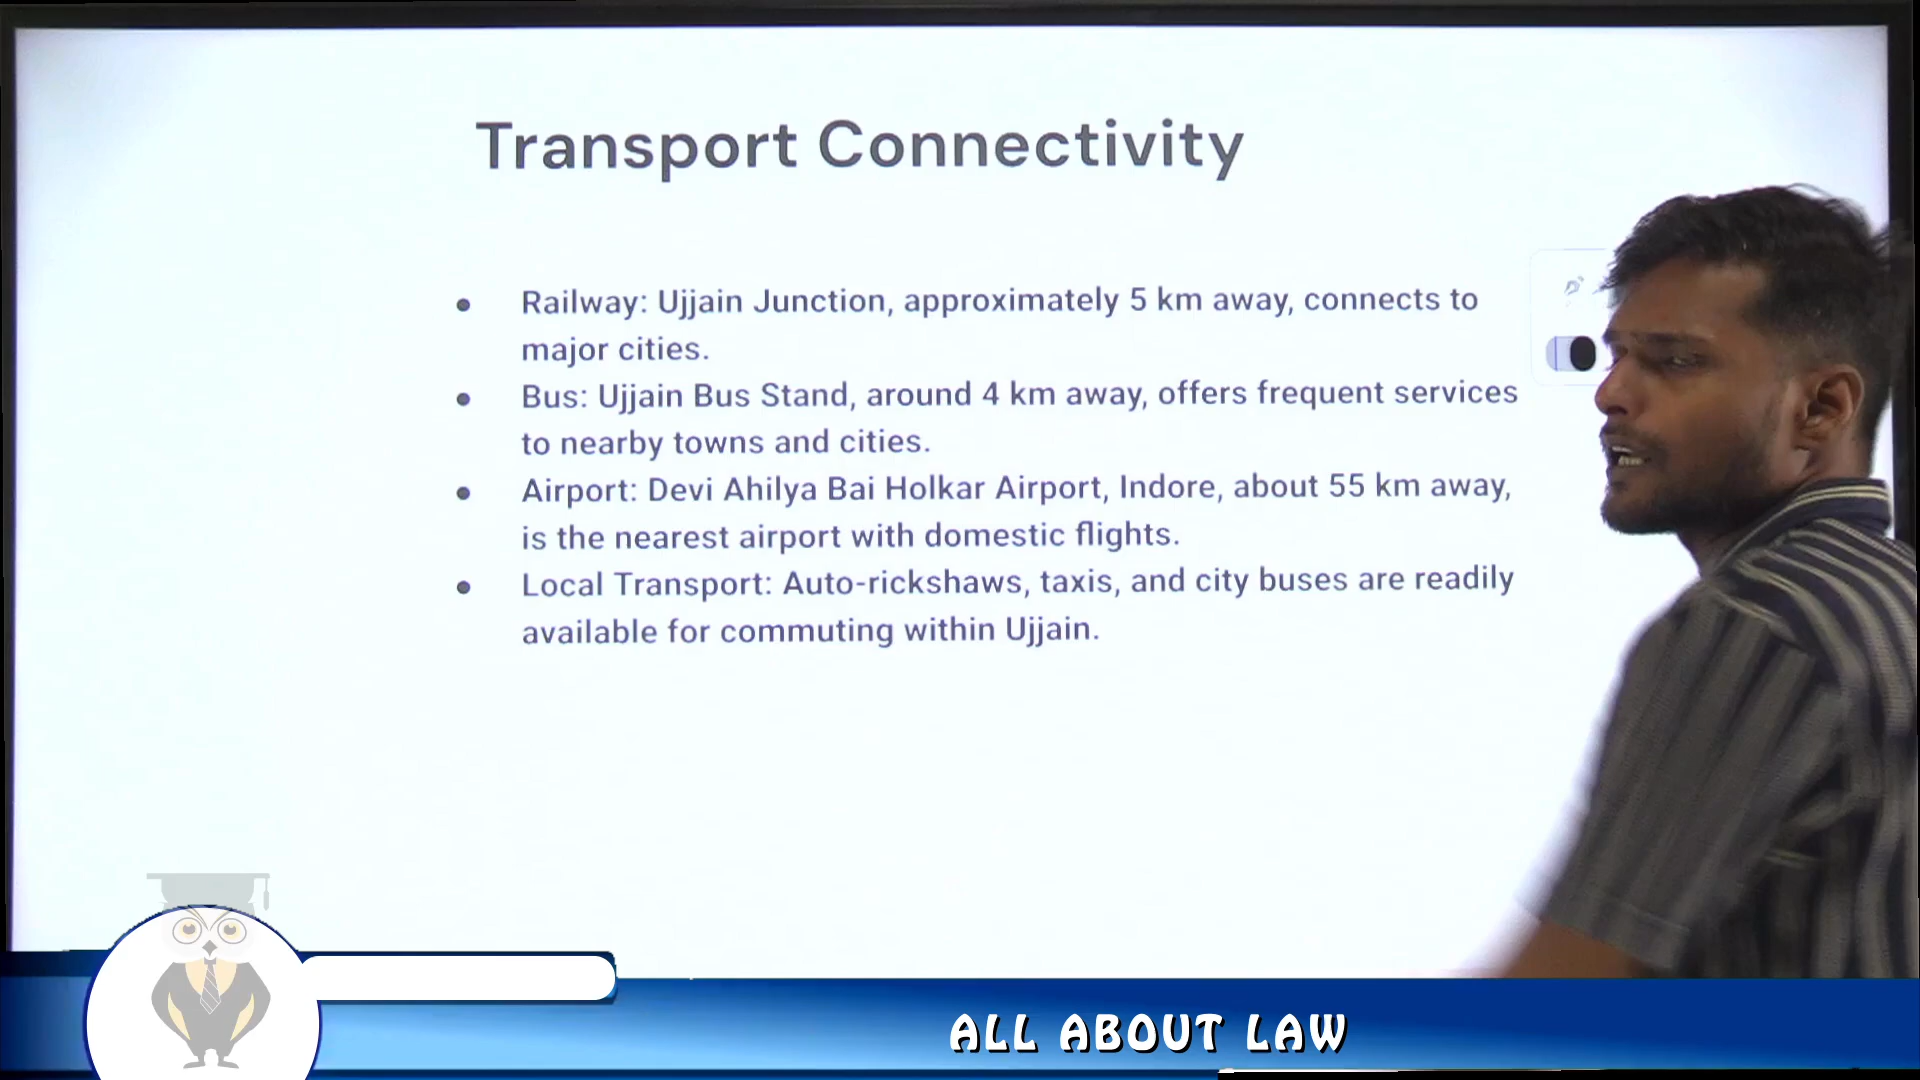 Transport Connectivity
Railway: Ujjain Junction, approximately 5 km away, connects to
major cities.
Bus: Ujjain Bus Stand, around 4 km away, offers frequent services
to nearby towns and cities.
Airport: Devi Ahilya Bai Holkar Airport, Indore, about 55 km away,
is the nearest airport with domestic flights.
Local Transport: Auto-rickshaws, taxis, and city buses are readily
available for commuting within Ujjain.
ALL ABOUT LAW